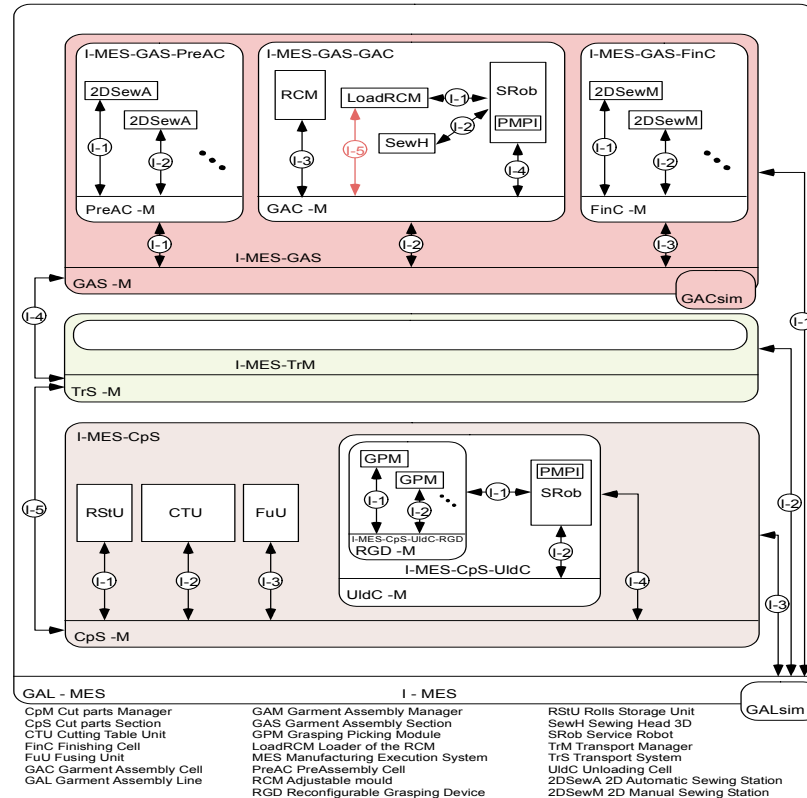 I-MES-GAS-PreAC
I-MES-GAS-GAC
I-MES-GAS-FinC
2DSewA
2DSewA
I-1
I-2
PreAC -M
RCM
LoadRCM
I-1
SRob
PMPI
I-2
SewH
I-3
I-5
I-4
GAC -M
2DSewM
2DSewM
I-1
I-2
FinC -M
I-1
I-2
I-3
I-MES-GAS
GAS -M
GACsim
I-4
I-1
I-MES-TrM
TrS -M
I-2
I-MES-CpS
GPM
GPM
I-1
I-2
I-MES-CpS-UldC-RGD
RGD -M
I-1
PMPI
SRob
I-2
I-MES-CpS-UldC
UldC -M
RStU
CTU
FuU
I-1
I-2
I-3
I-4
I-5
I-3
CpS -M
GAL - MES
I - MES
GALsim
CpM Cut parts Manager
CpS Cut parts Section
CTU Cutting Table Unit
FinC Finishing Cell
FuU Fusing Unit
GAC Garment Assembly Cell
GAL Garment Assembly Line
GAM Garment Assembly Manager
GAS Garment Assembly Section
GPM Grasping Picking Module
LoadRCM Loader of the RCM
MES Manufacturing Execution System
PreAC PreAssembly Cell
RCM Adjustable mould
RGD Reconfigurable Grasping Device
RStU Rolls Storage Unit
SewH Sewing Head 3D
SRob Service Robot
TrM Transport Manager
TrS Transport System
UldC Unloading Cell
2DSewA 2D Automatic Sewing Station
2DSewM 2D Manual Sewing Station